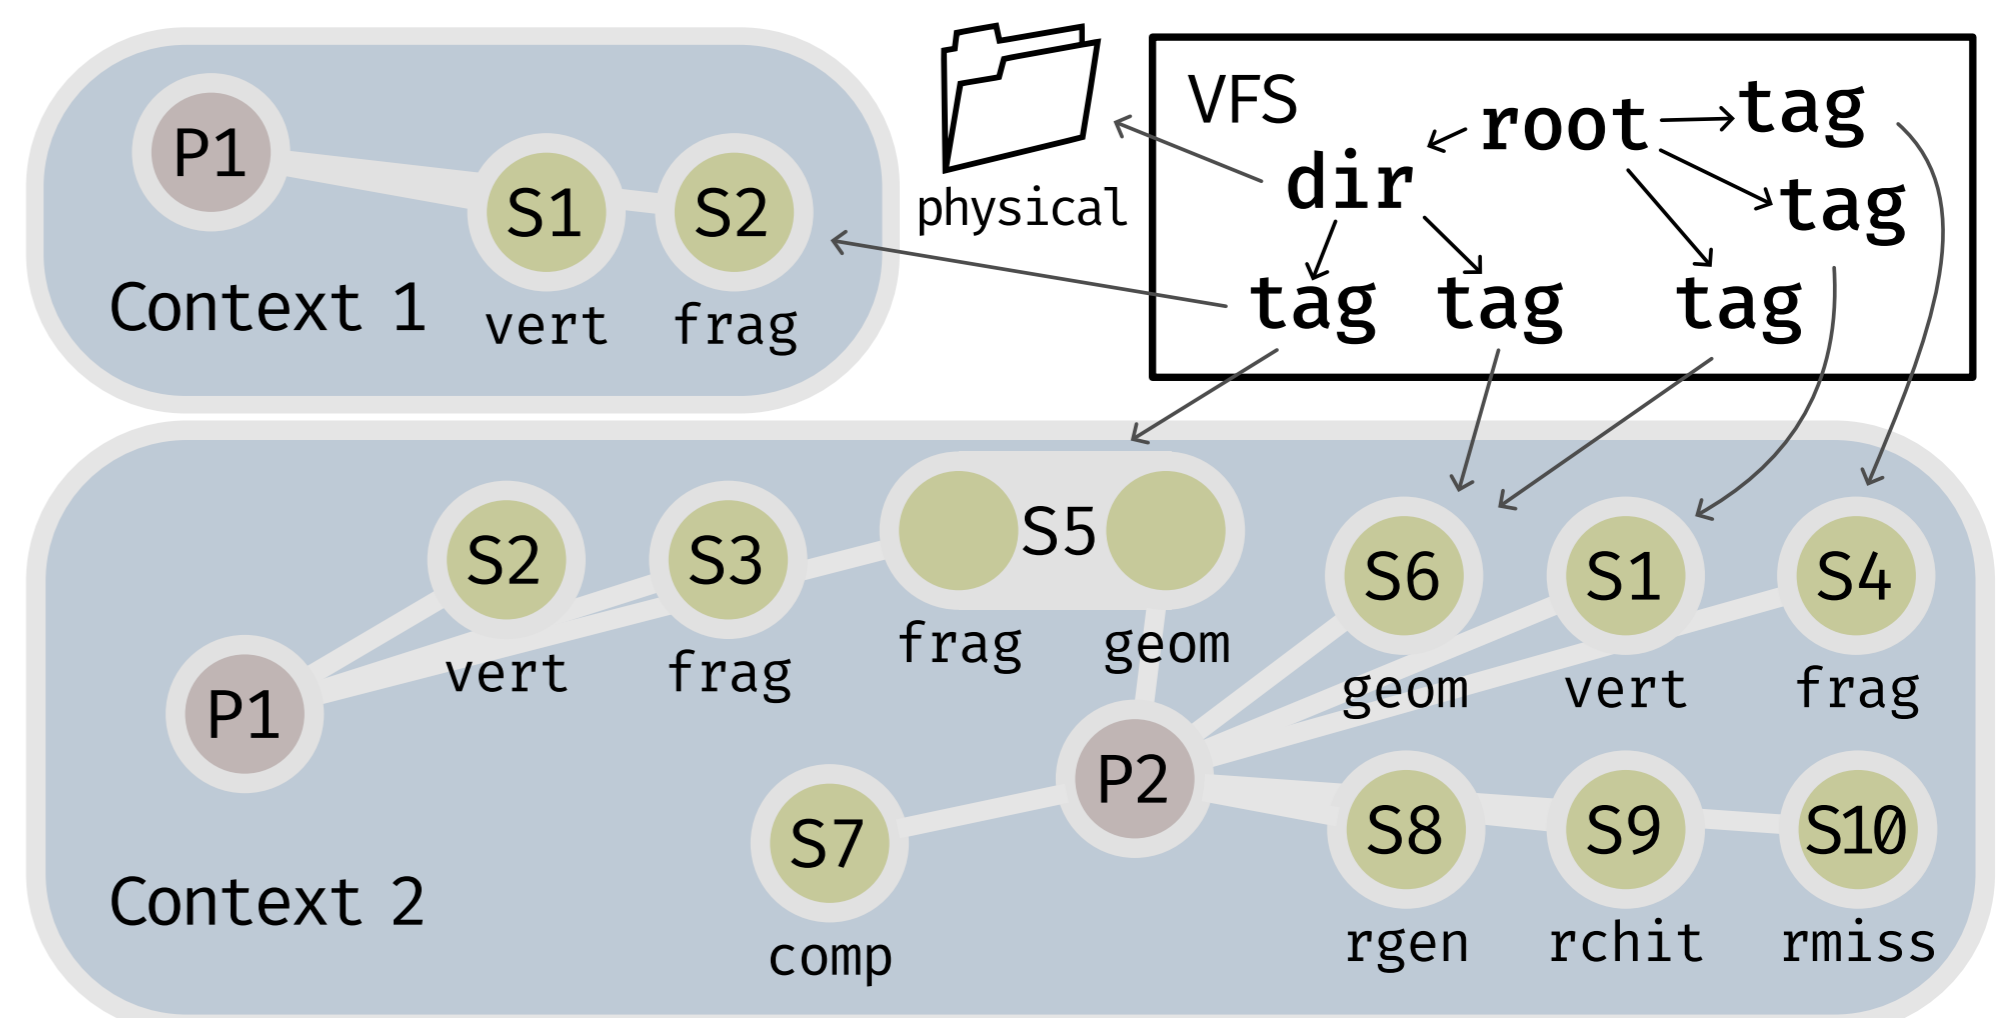 P1
S1
S2
Context 1
vert
frag
physical
VFS
root
tag
dir
tag
tag
tag
tag
S2
S3
S5
S6
S1
S4
vert
frag
frag
geom
geom
vert
frag
P1
P2
S7
S8
S9
S10
Context 2
comp
rgen
rchit
rmiss